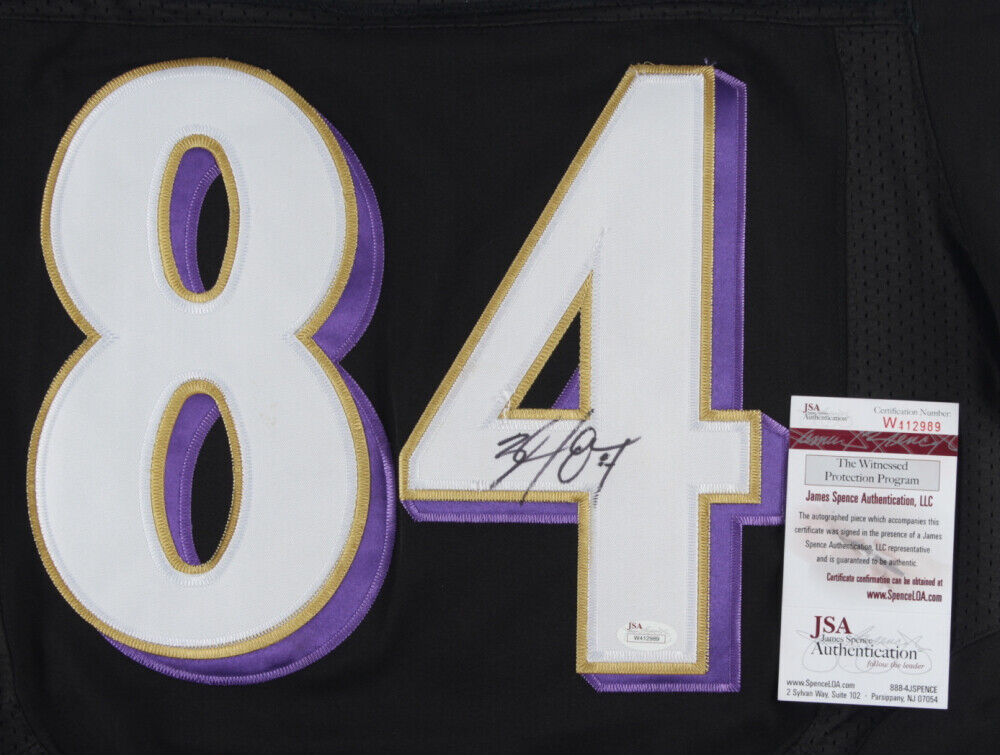 84
84
JSA
W412989
JSA
Authentication
Certification Number:
W412989
The Witnessed
Protection Program
James Spence Authentication, LLC
The autographed piece which accompanies this
certificate was signed in the presence of a James
Spence Authentication, LLC representative
and is guaranteed to be authentic.
Certificate confirmation can be obtained at
www.SpenceLOA.com
JSA
James Spence
Authentication
follow the leader
www.SpenceLOA.com 888-4JSPENCE
2 Sylvan Way, Suite 102 • Parsippany, NJ 07054